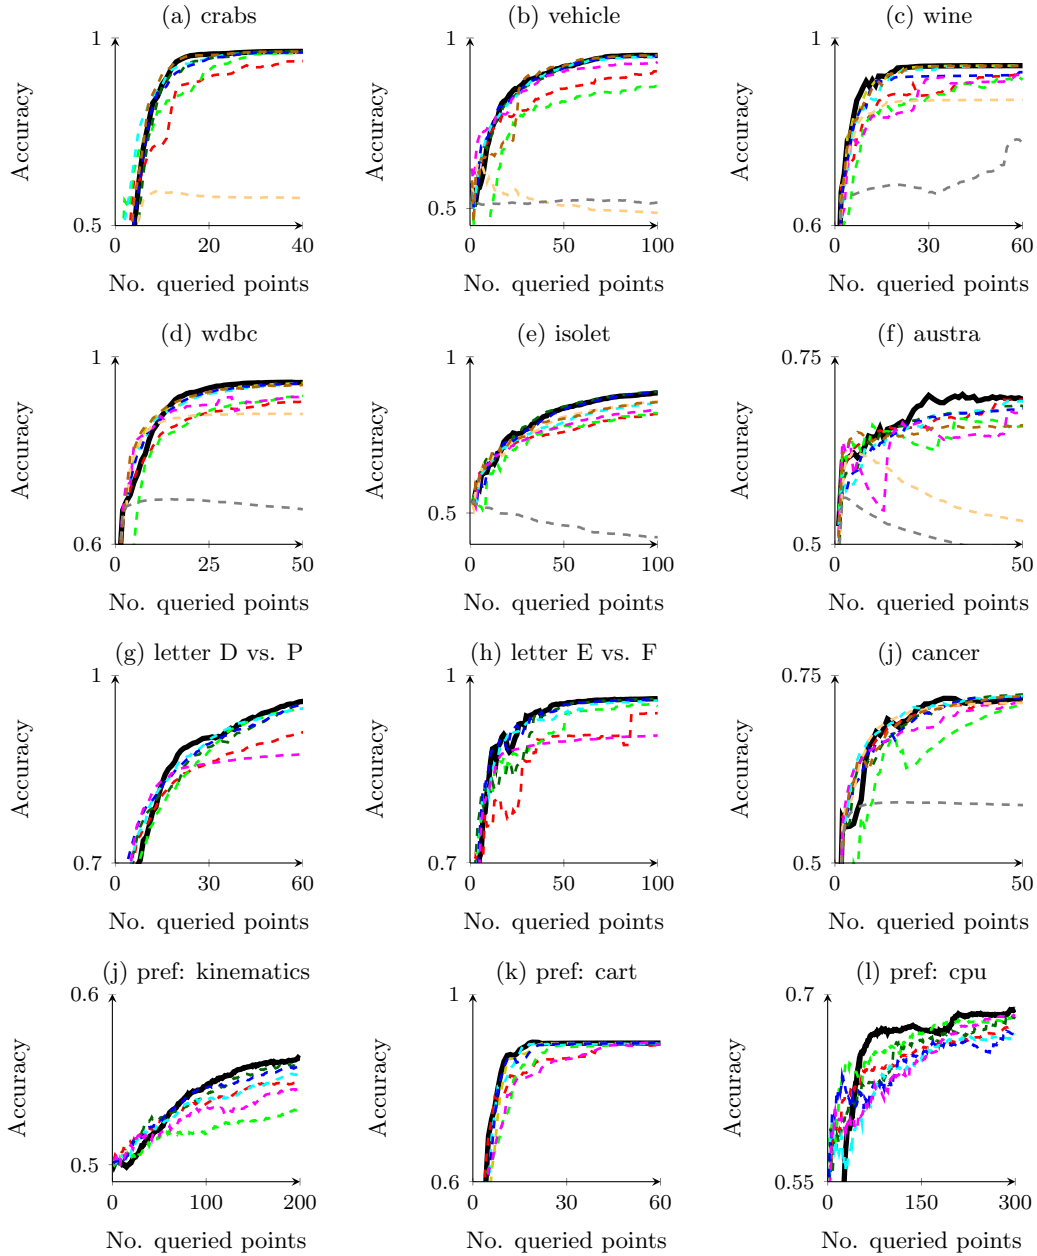 (a) crabs
1
0.5
0
20
40
No. queried points
Accuracy
(b) vehicle
1
0.5
0
50
100
No. queried points
Accuracy
(c) wine
1
0.6
0
30
60
No. queried points
Accuracy
(d) wdbc
1
0.6
0
25
50
No. queried points
Accuracy
(e) isolet
1
0.5
0
50
100
No. queried points
Accuracy
(f) austra
0.75
0.5
0
50
No. queried points
Accuracy
(g) letter D vs. P
1
0.7
0
30
60
No. queried points
Accuracy
(h) letter E vs. F
1
0.7
0
50
100
No. queried points
Accuracy
(j) cancer
0.75
0.5
0
50
No. queried points
Accuracy
(j) pref: kinematics
0.6
0.5
0
100
200
No. queried points
Accuracy
(k) pref: cart
1
0.6
0
30
60
No. queried points
Accuracy
(l) pref: cpu
0.7
0.55
0
150
300
No. queried points
Accuracy